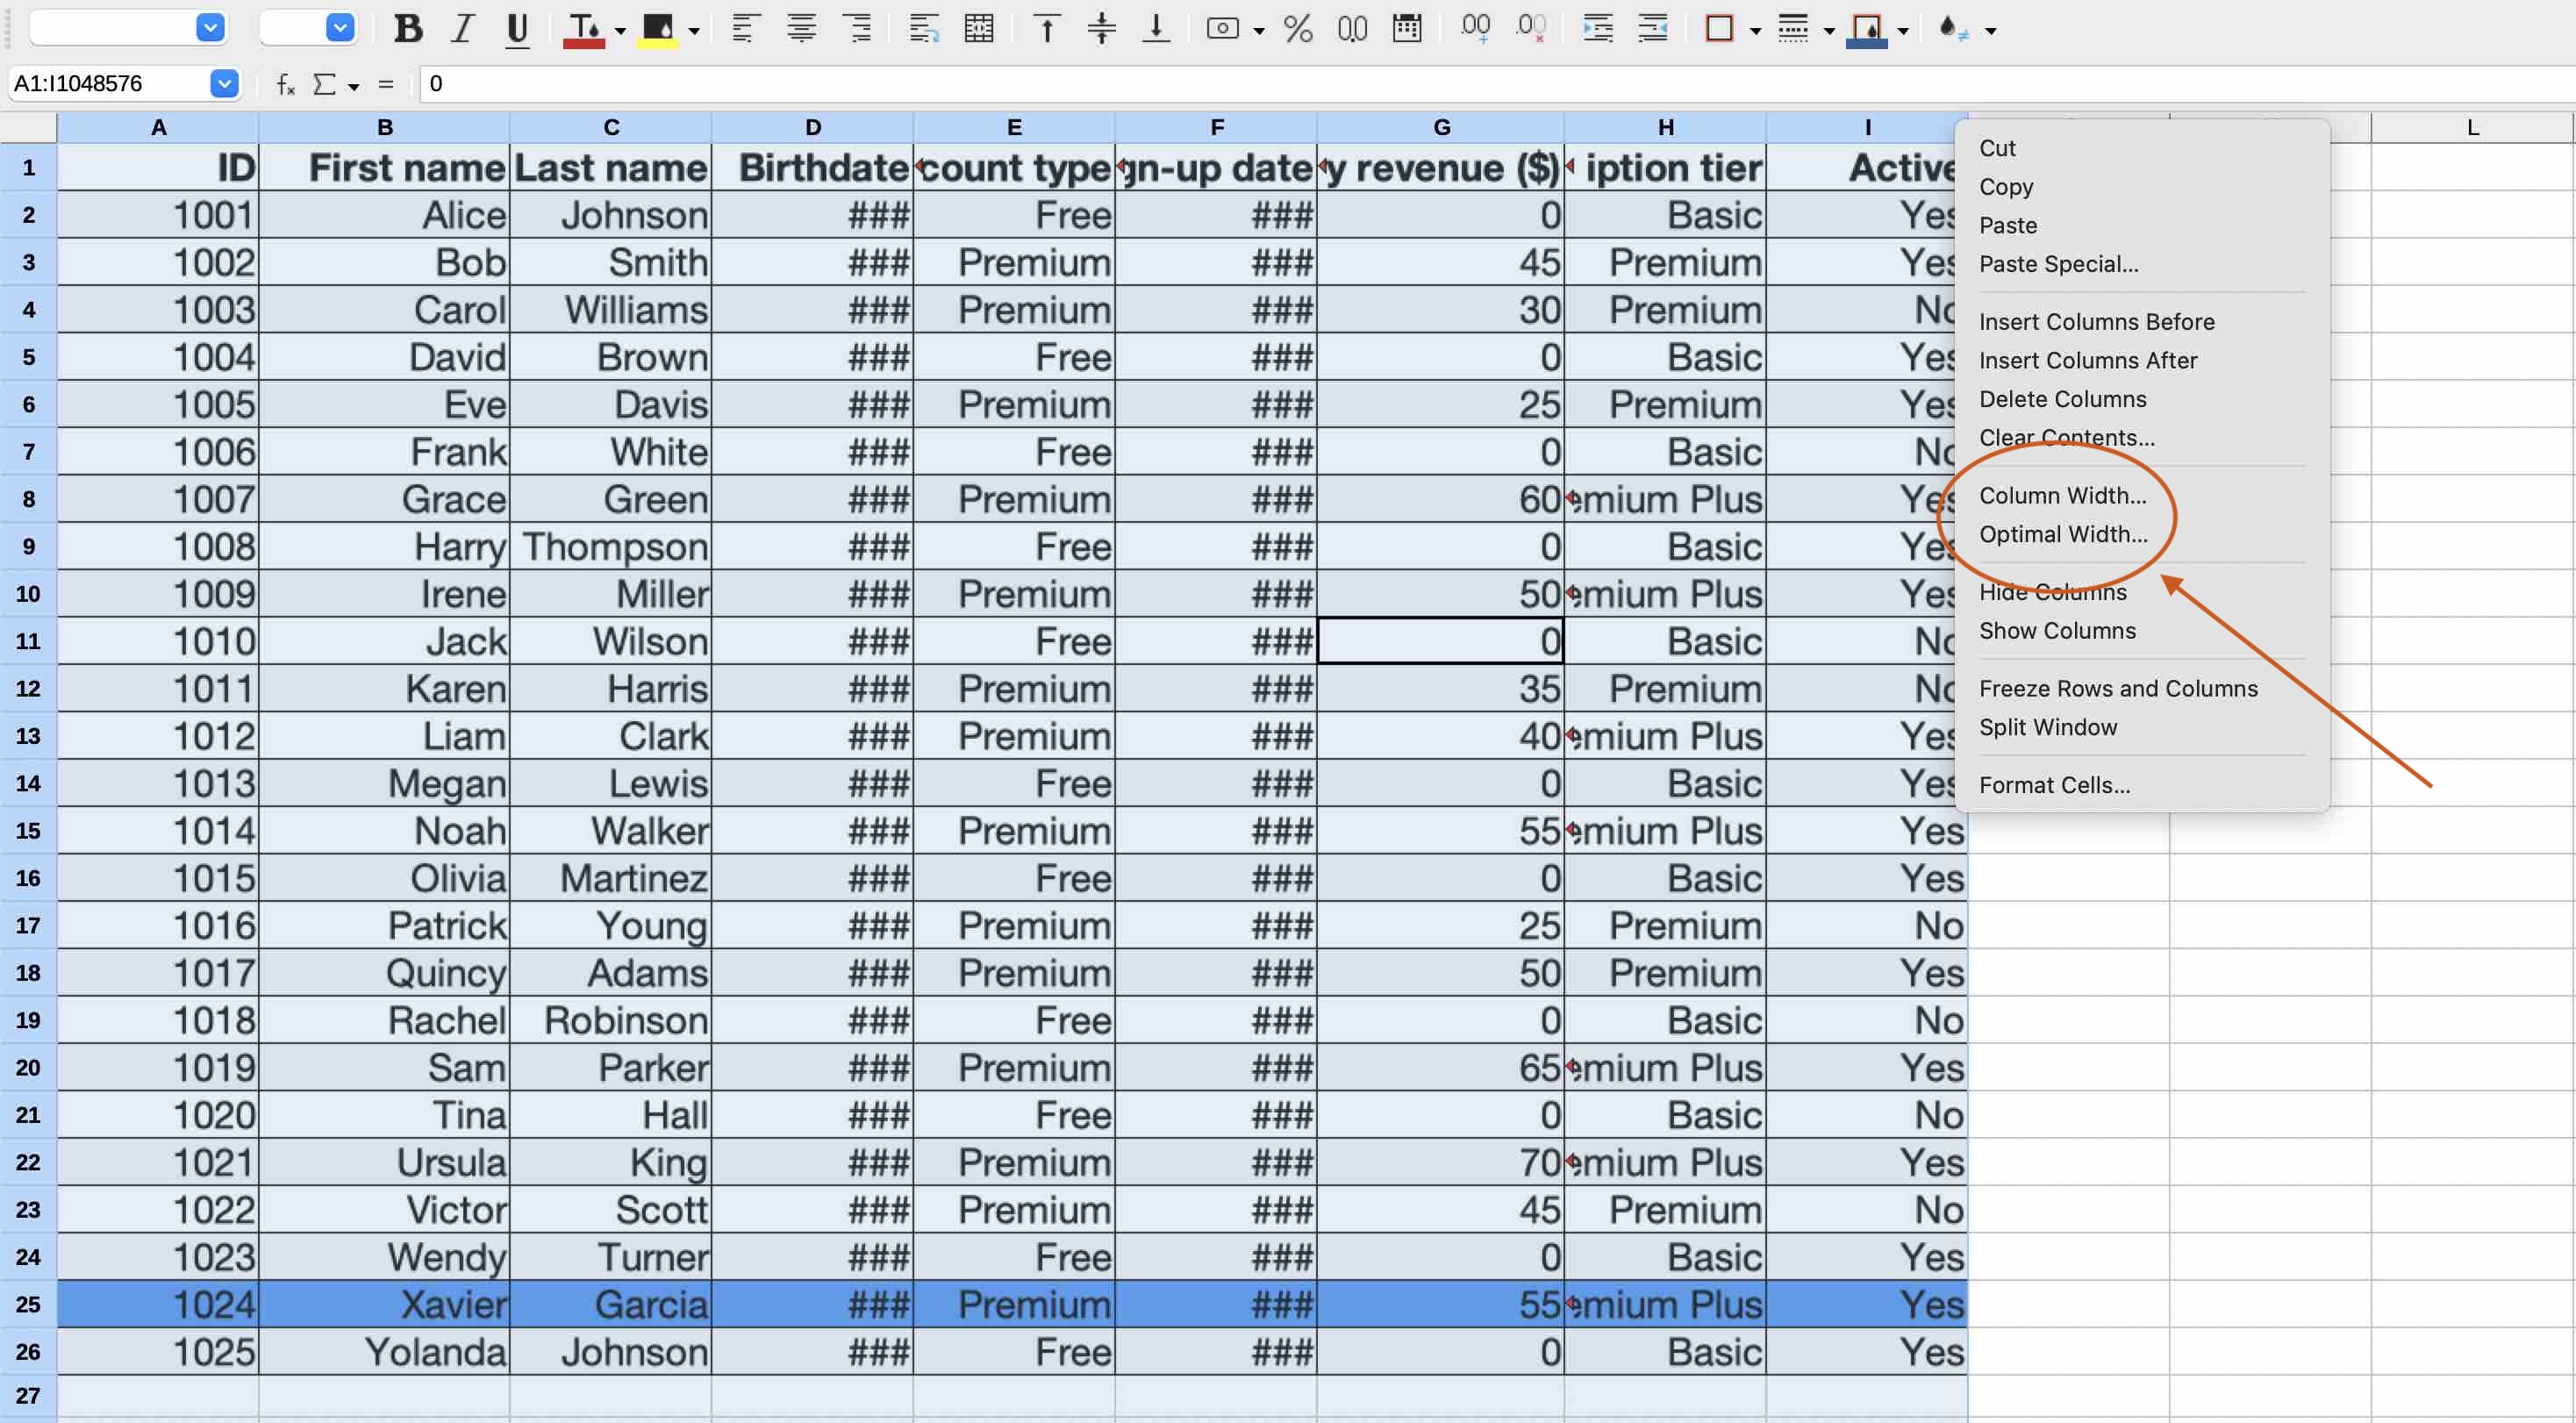 B I U T % 0,0 .00 .00
A1:I1048576 fx Σ = 0
A B C D E F G H I L
1 ID First name Last name Birthdate count type gn-up date y revenue ($) iption tier Active
2 1001 Alice Johnson ### Free ### 0 Basic Yes
3 1002 Bob Smith ### Premium ### 45 Premium Yes
4 1003 Carol Williams ### Premium ### 30 Premium No
5 1004 David Brown ### Free ### 0 Basic Yes
6 1005 Eve Davis ### Premium ### 25 Premium Yes
7 1006 Frank White ### Free ### 0 Basic No
8 1007 Grace Green ### Premium ### 60 emium Plus Yes
9 1008 Harry Thompson ### Free ### 0 Basic Yes
10 1009 Irene Miller ### Premium ### 50 emium Plus Yes
11 1010 Jack Wilson ### Free ### 0 Basic No
12 1011 Karen Harris ### Premium ### 35 Premium No
13 1012 Liam Clark ### Premium ### 40 emium Plus Yes
14 1013 Megan Lewis ### Free ### 0 Basic Yes
15 1014 Noah Walker ### Premium ### 55 emium Plus Yes
16 1015 Olivia Martinez ### Free ### 0 Basic Yes
17 1016 Patrick Young ### Premium ### 25 Premium No
18 1017 Quincy Adams ### Premium ### 50 Premium Yes
19 1018 Rachel Robinson ### Free ### 0 Basic No
20 1019 Sam Parker ### Premium ### 65 emium Plus Yes
21 1020 Tina Hall ### Free ### 0 Basic No
22 1021 Ursula King ### Premium ### 70 emium Plus Yes
23 1022 Victor Scott ### Premium ### 45 Premium No
24 1023 Wendy Turner ### Free ### 0 Basic Yes
25 1024 Xavier Garcia ### Premium ### 55 emium Plus Yes
26 1025 Yolanda Johnson ### Free ### 0 Basic Yes
27
Cut
Copy
Paste
Paste Special...
Insert Columns Before
Insert Columns After
Delete Columns
Clear Contents...
Column Width...
Optimal Width...
Hide Columns
Show Columns
Freeze Rows and Columns
Split Window
Format Cells...